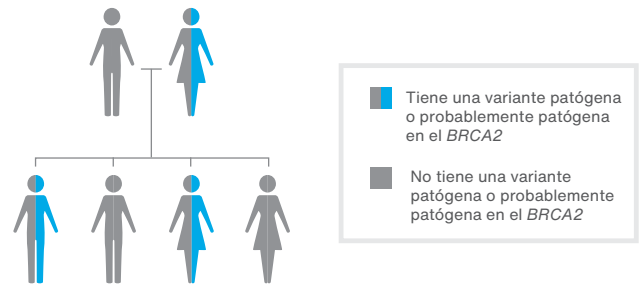 Tiene una variante patógena
o probablemente patógena
en el BRCA2
No tiene una variante
patógena o probablemente
patógena en el BRCA2